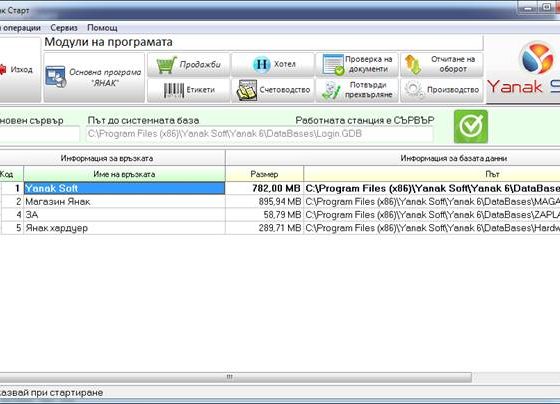 к Старт
операции Сервиз Помощ
Модули на програмата
Изход
Основна програма
"ЯНАК"
Продажби
Хотел
Проверка на
документи
Отчитане на
оборот
Етикети
Счетоводство
Потвърди
прехвърляне
Производство
Yanak S
новен сървър Път до системната база Работната станция е СЪРВЪР
C:\Program Files (x86)\Yanak Soft\Yanak 6\DataBases\Login.GDB
Информация за връзката Информация за базата данни
Код Име на връзката Размер Път
1 Yanak Soft 782,00 MB C:\Program Files (x86)\Yanak Soft\Yanak 6\DataBase
2 Магазин Янак 895,94 MB C:\Program Files (x86)\Yanak Soft\Yanak 6\DataBases\MAGA
4 ЗА 58,79 MB C:\Program Files (x86)\Yanak Soft\Yanak 6\DataBases\ZAPLA
5 Янак хардуер 289,71 MB C:\Program Files (x86)\Yanak Soft\Yanak 6\DataBases\Hardw
казвай при стартиране